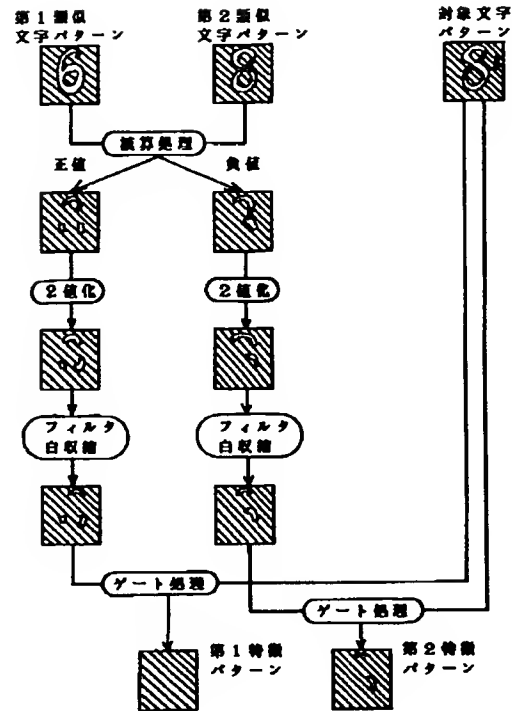 第1類似
文字パターン
第2類似
文字パターン
対象文字
パターン
6
8
8
演算処理
正値
負値
2値化
2値化
フィルタ
白収縮
フィルタ
白収縮
ゲート処理
ゲート処理
第1特徴
パターン
第2特徴
パターン